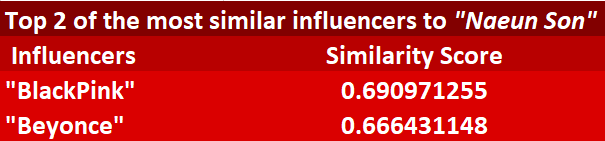 Top 2 of the most similar influencers to "Naeun Son"
Influencers Similarity Score
"BlackPink" 0.690971255
"Beyonce" 0.666431148